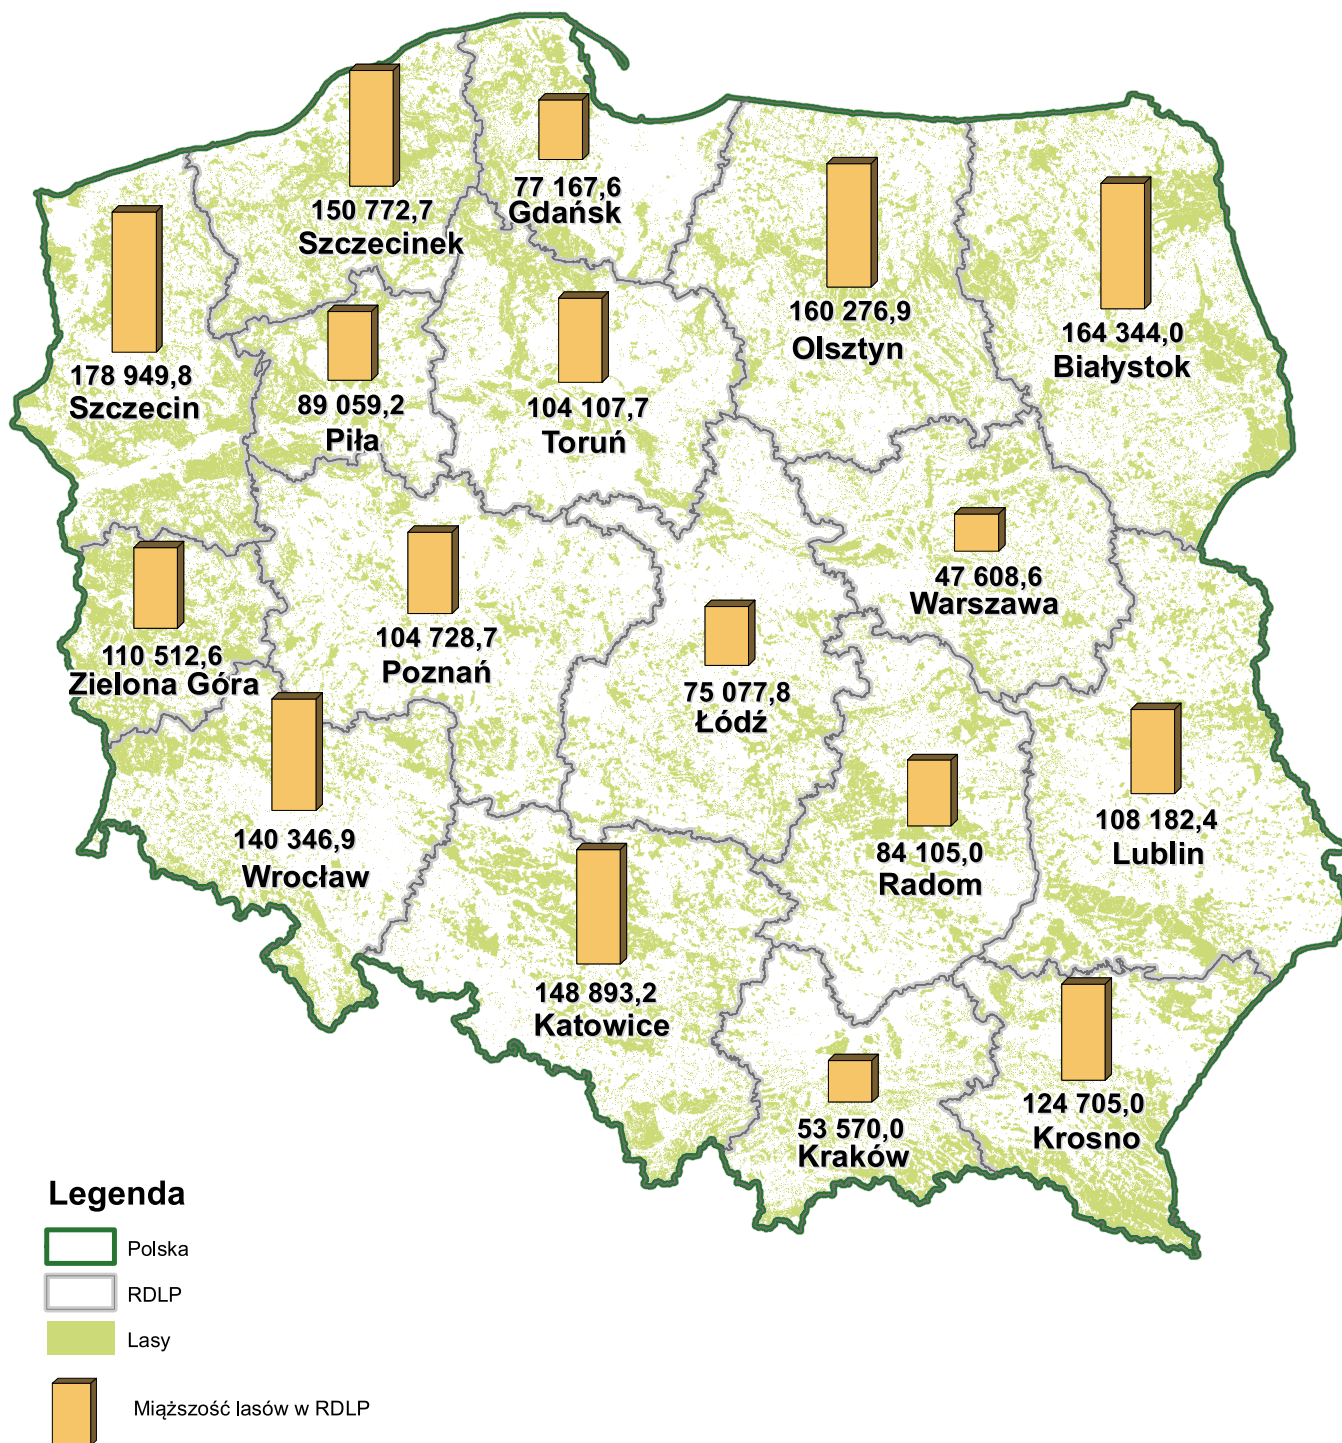 150 772,7
Szczecinek
77 167,6
Gdańsk
160 276,9
Olsztyn
164 344,0
Białystok
178 949,8
Szczecin
89 059,2
Piła
104 107,7
Toruń
47 608,6
Warszawa
110 512,6
Zielona Góra
104 728,7
Poznań
75 077,8
Łódź
140 346,9
Wrocław
84 105,0
Radom
108 182,4
Lublin
148 893,2
Katowice
53 570,0
Kraków
124 705,0
Krosno
Legenda
Polska
RDLP
Lasy
Miąższość lasów w RDLP